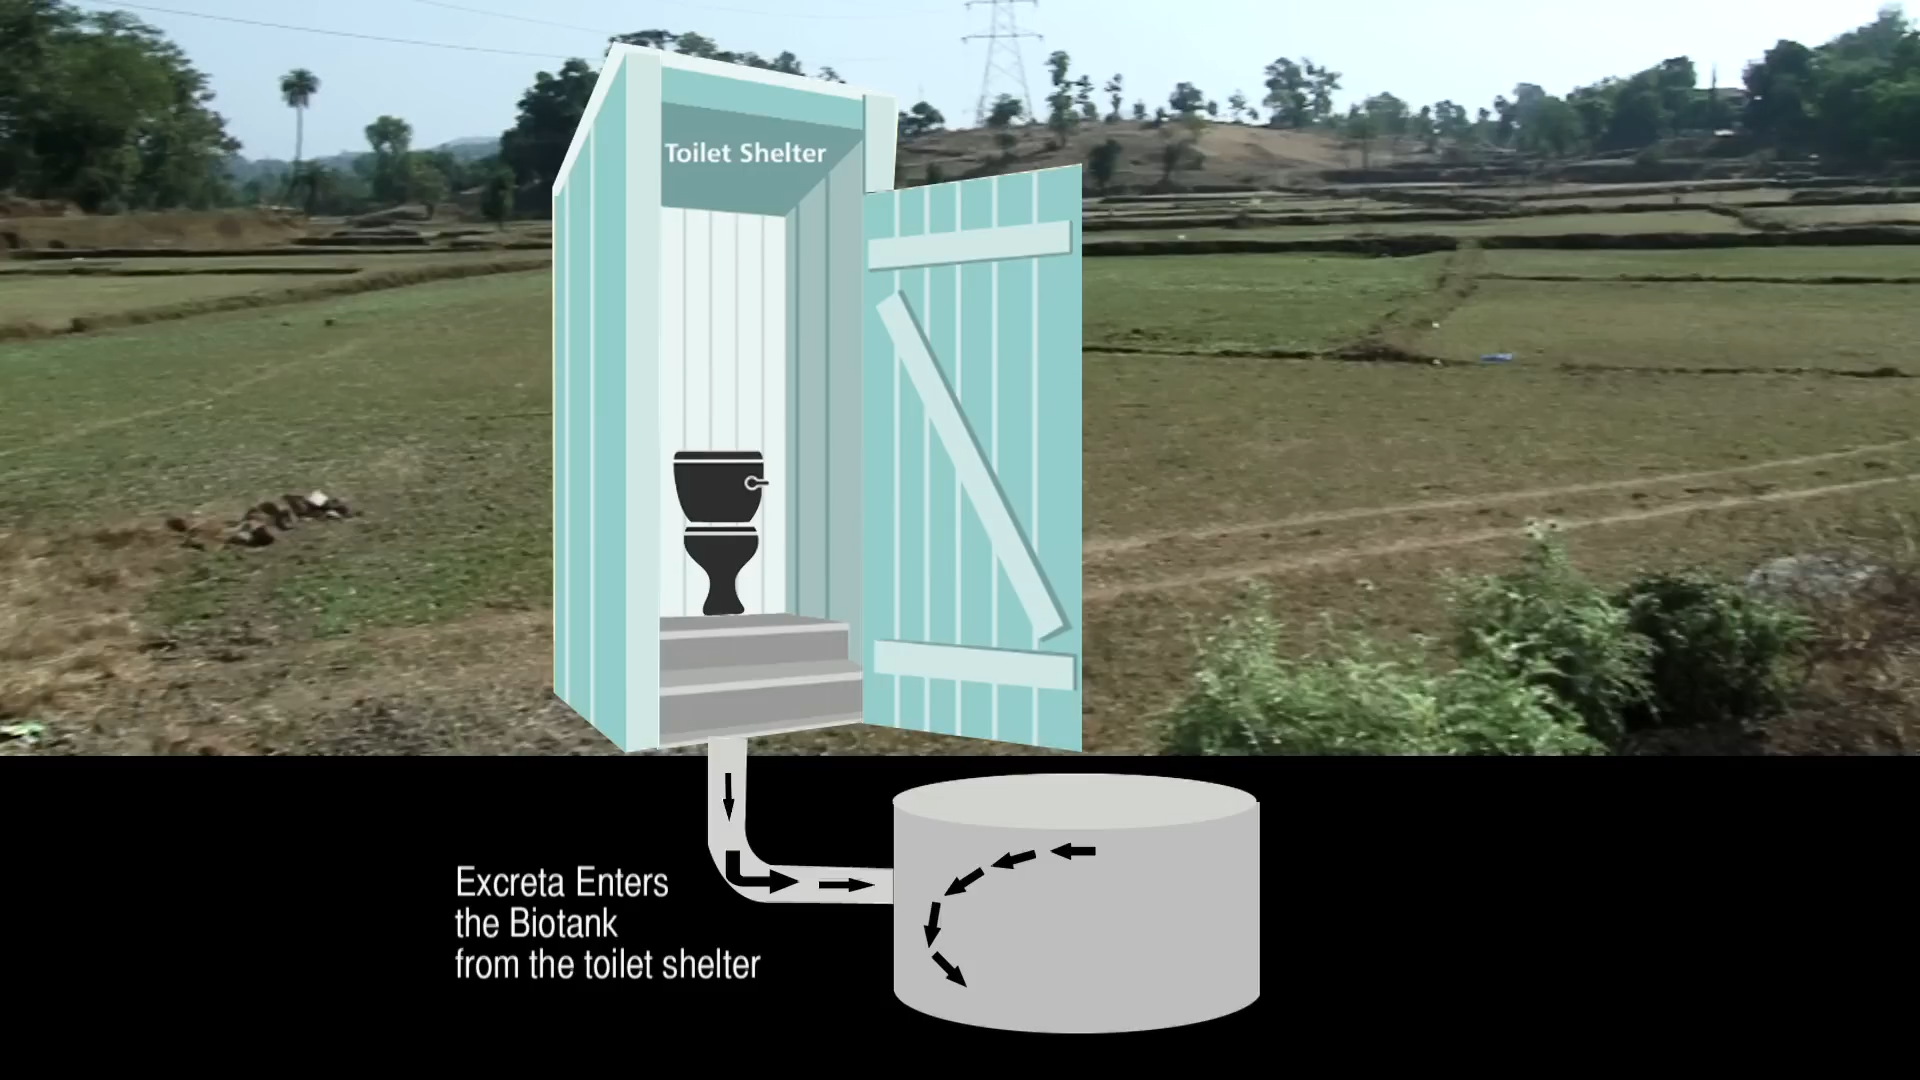 Toilet Shelter
Excreta Enters
the Biotank
from the toilet shelter